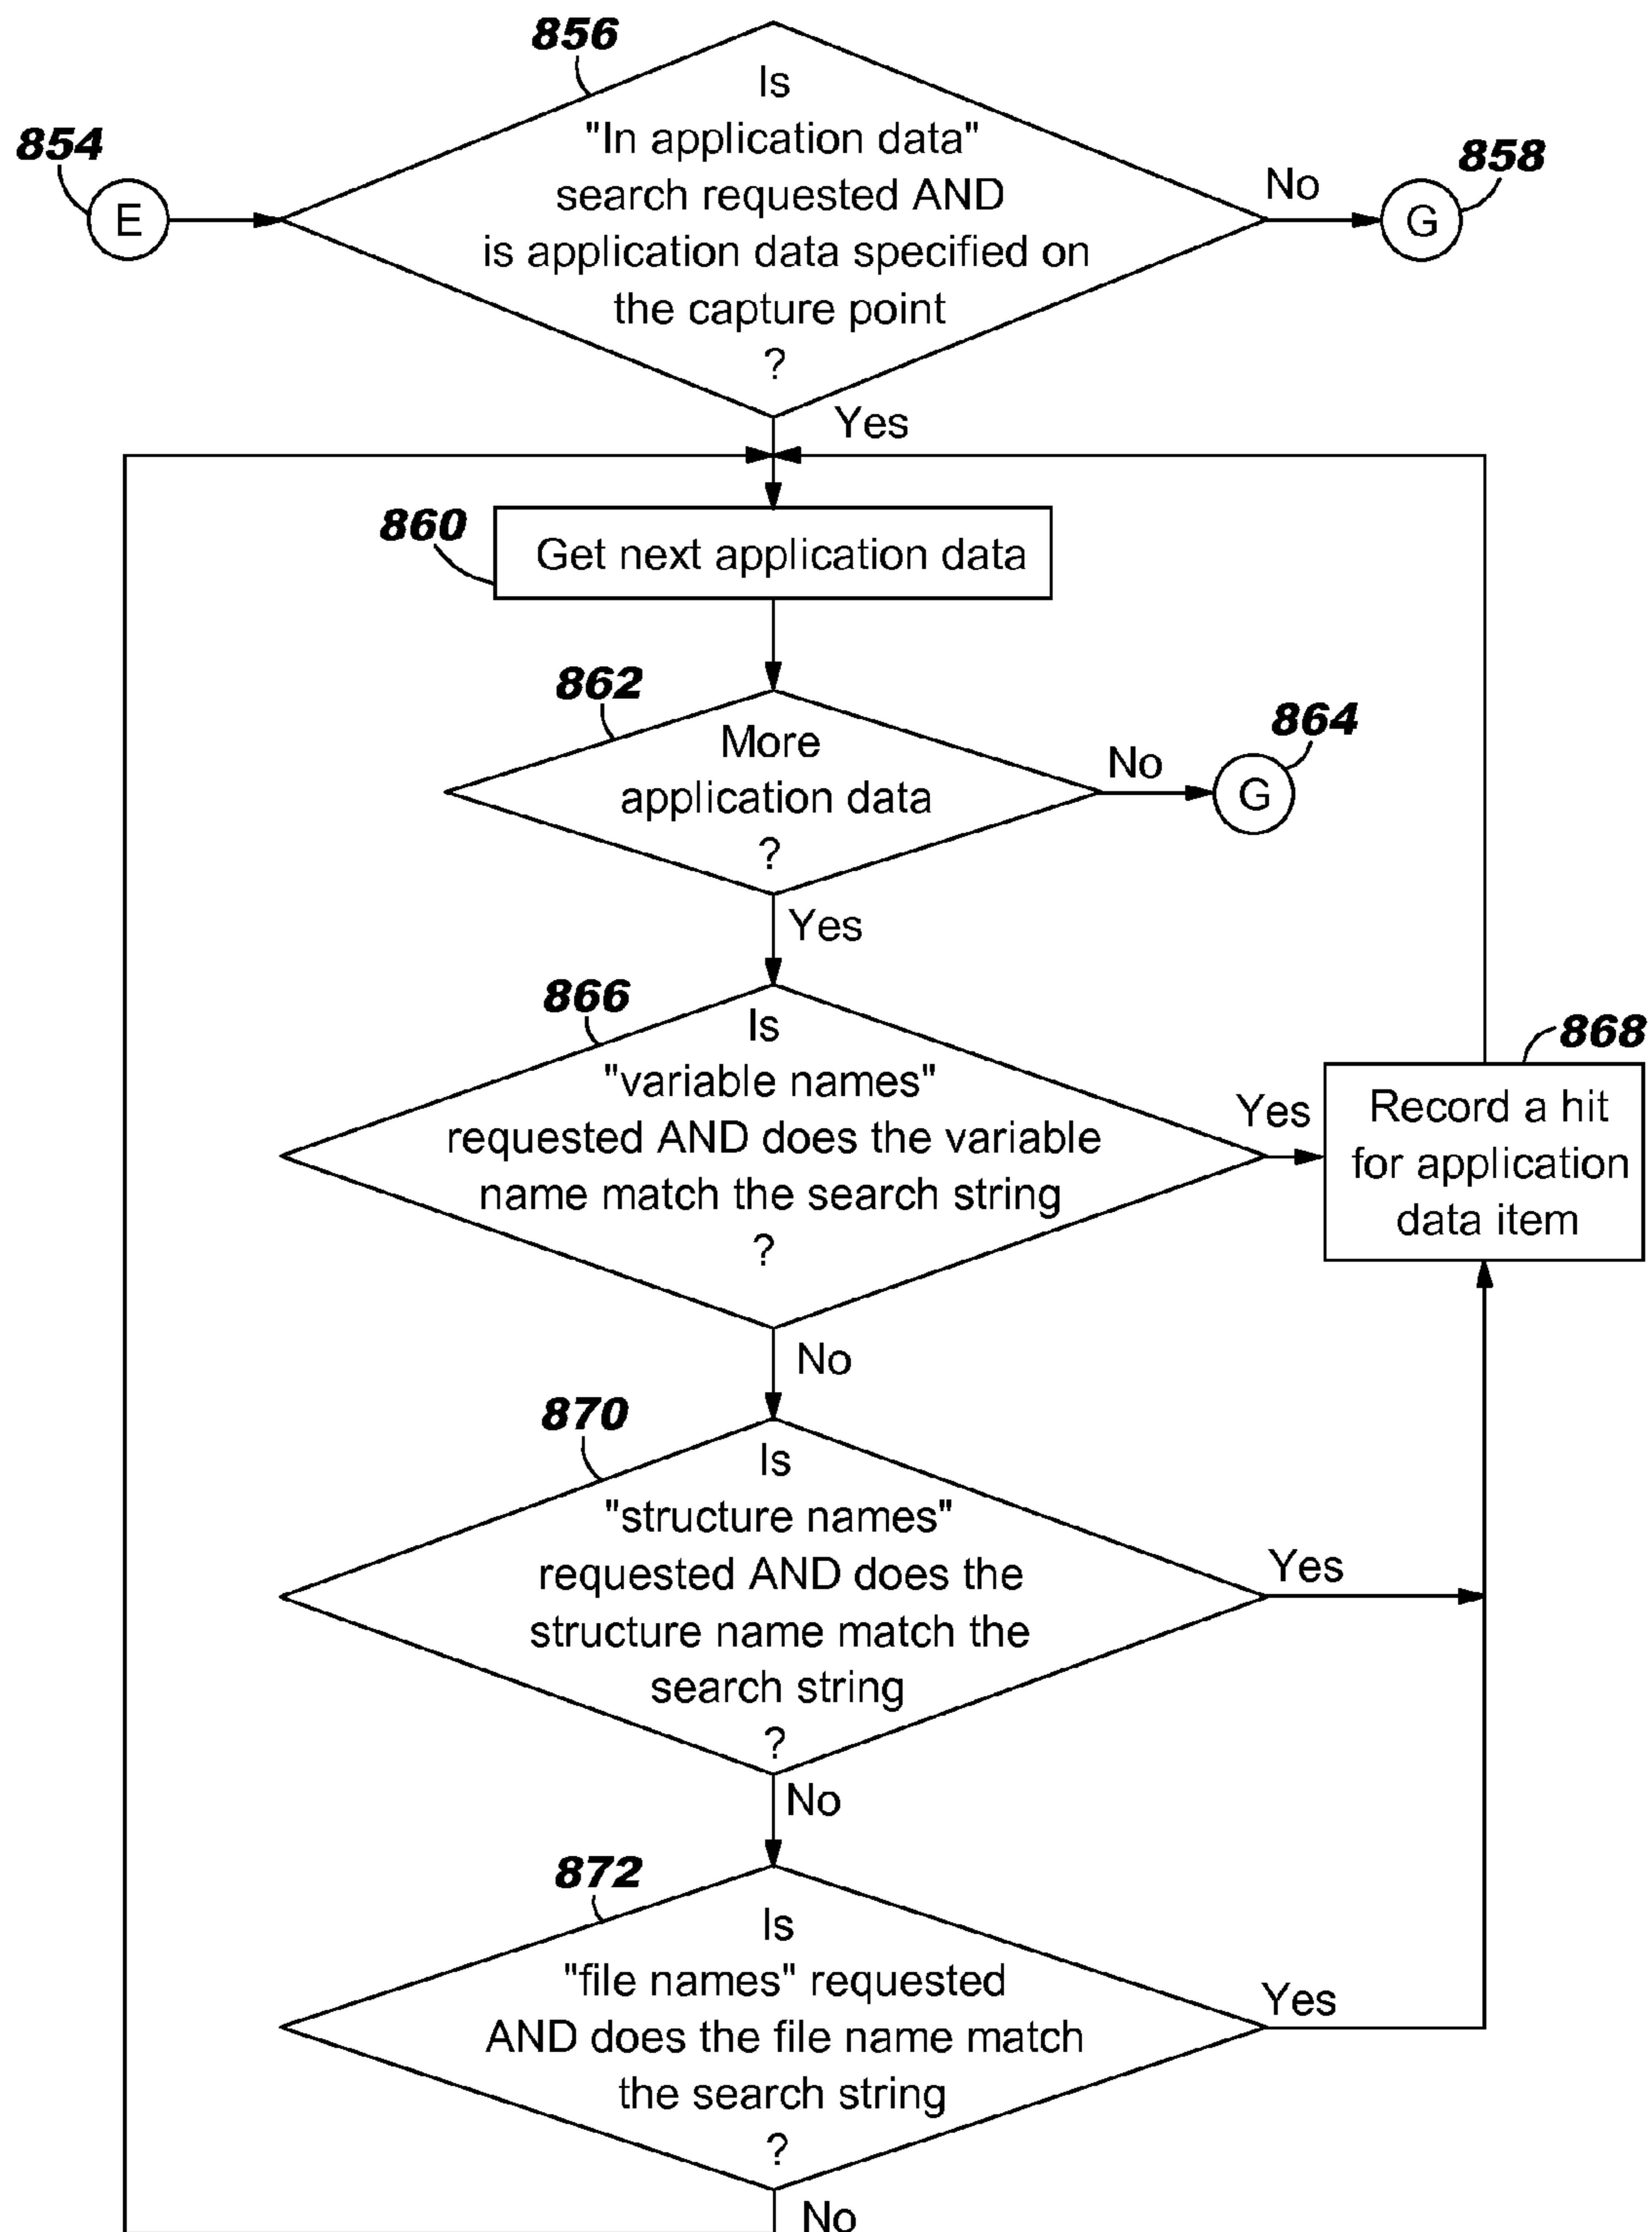 856
Is
"In application data"
search requested AND
is application data specified on
the capture point
?
854
E
No
858
G
Yes
860
Get next application data
862
More
application data
?
No
864
G
Yes
866
Is
"variable names"
requested AND does the variable
name match the search string
?
Yes
868
Record a hit
for application
data item
No
870
Is
"structure names"
requested AND does the
structure name match the
search string
?
Yes
No
872
Is
"file names" requested
AND does the file name match
the search string
?
Yes
No